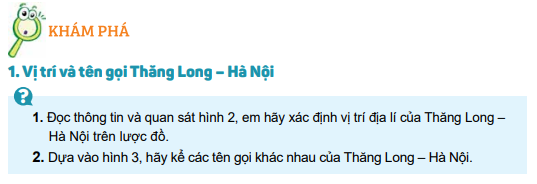 KHÁM PHÁ
1. Vị trí và tên gọi Thăng Long – Hà Nội
?
1. Đọc thông tin và quan sát hình 2, em hãy xác định vị trí địa lí của Thăng Long –
Hà Nội trên lược đồ.
2. Dựa vào hình 3, hãy kể các tên gọi khác nhau của Thăng Long – Hà Nội.